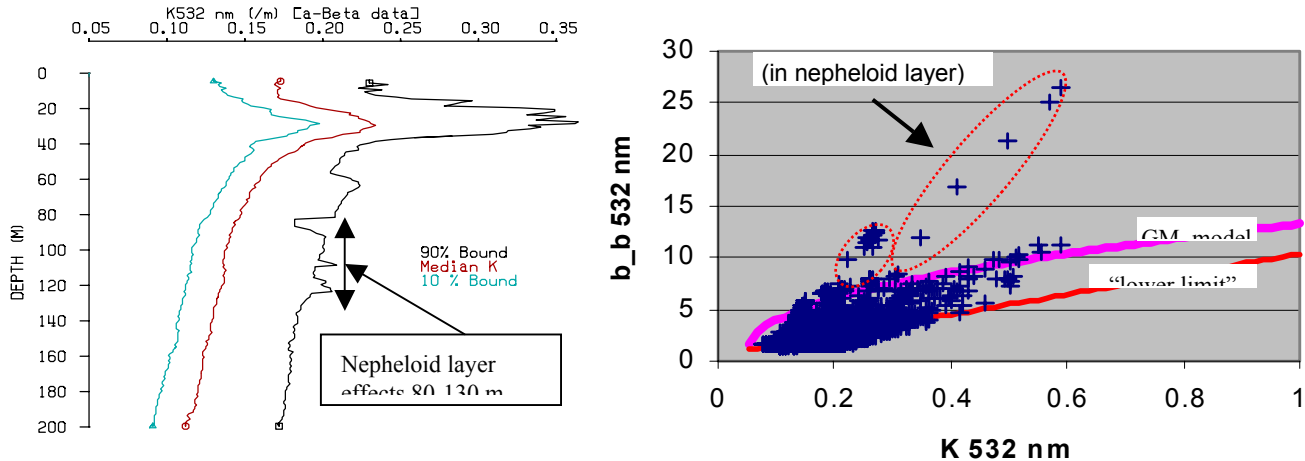 K532 nm (/m) [a-Beta data]
0.05 0.10 0.15 0.20 0.25 0.30 0.35
DEPTH (M)
0
20
40
60
80
100
120
140
160
180
200
90% Bound
Median K
10 % Bound
Nepheloid layer
effects 80-130 m
b_b 532 nm
30
25
20
15
10
5
0
(in nepheloid layer)
GM model
“lower limit”
0 0.2 0.4 0.6 0.8 1
K 532 nm